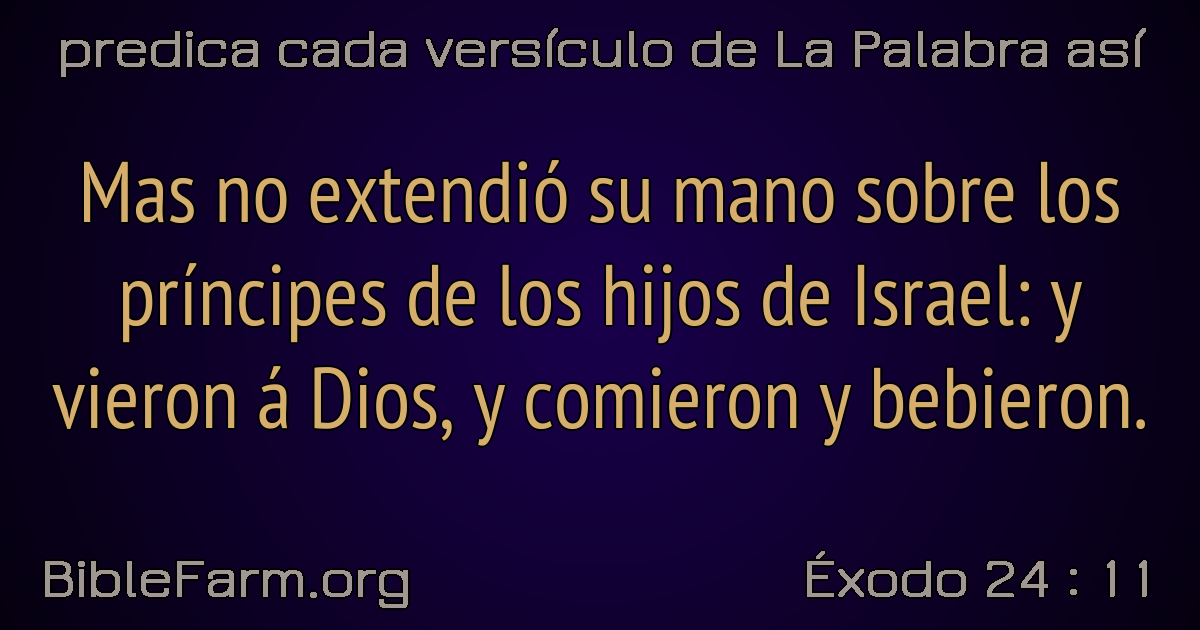 predica cada versículo de La Palabra así
Mas no extendió su mano sobre los
príncipes de los hijos de Israel: y
vieron á Dios, y comieron y bebieron.
BibleFarm.org
Éxodo 24 : 11